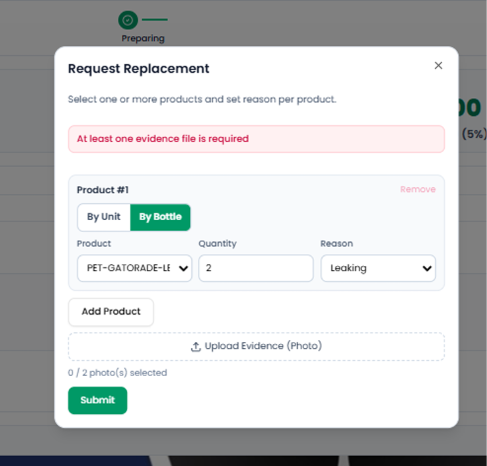 Preparing
Request Replacement
Select one or more products and set reason per product.
00
(5%)
At least one evidence file is required
Product #1
Remove
By Unit
By Bottle
Product
Quantity
Reason
PET-GATORADE-LE
2
Leaking
Add Product
Upload Evidence (Photo)
0 / 2 photo(s) selected
Submit